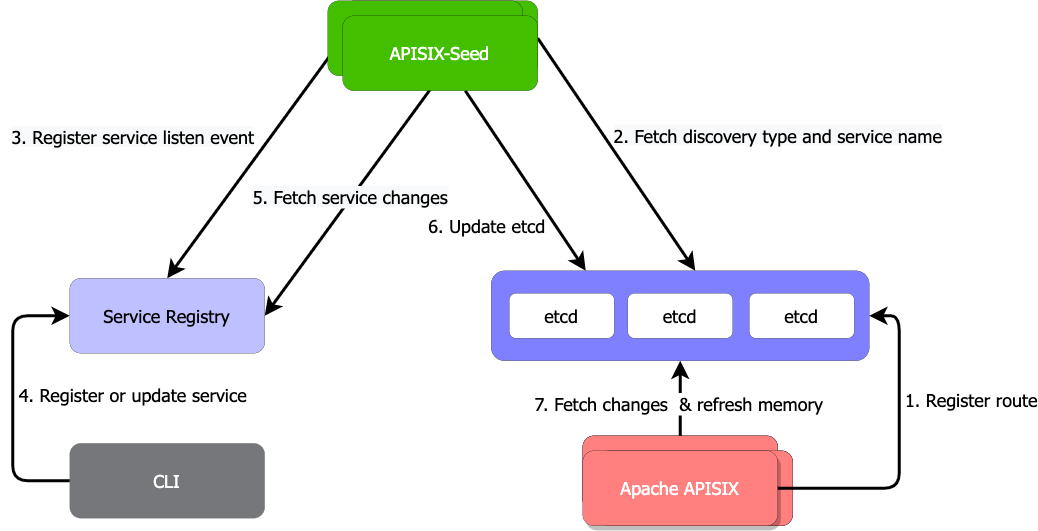 APISIX-Seed
3. Register service listen event
2. Fetch discovery type and service name
5. Fetch service changes
6. Update etcd
Service Registry
etcd
etcd
etcd
4. Register or update service
7. Fetch changes & refresh memory
1. Register route
CLI
Apache APISIX